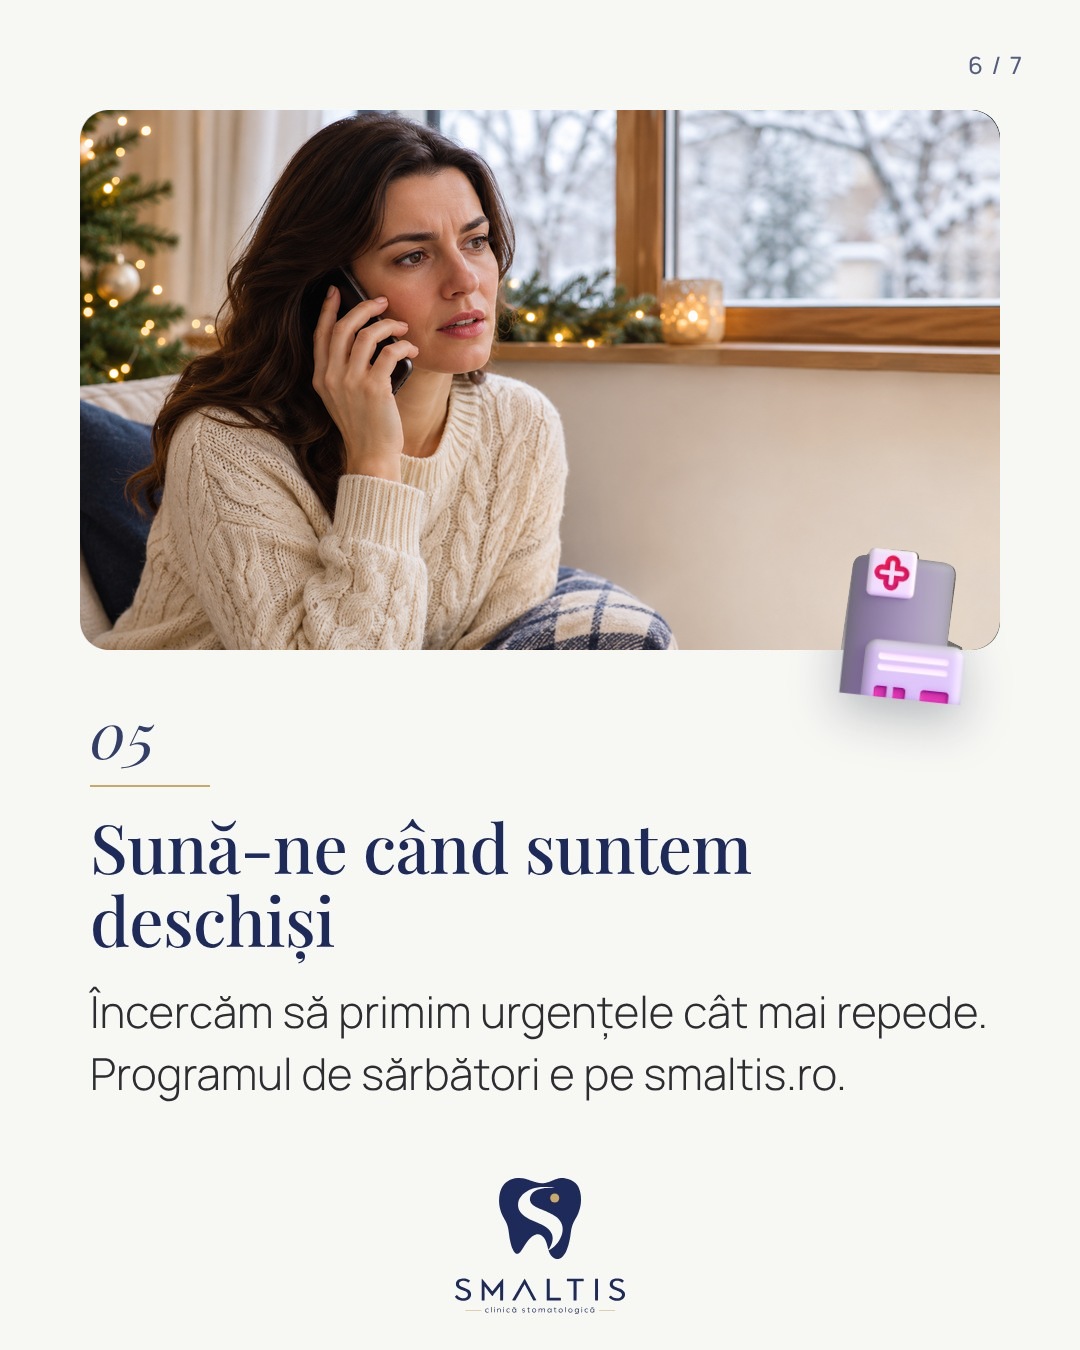 6 / 7
05
Sună-ne când suntem
deschiși
Încercăm să primim urgențele cât mai repede.
Programul de sărbători e pe smaltis.ro.
SMALTIS
clinică stomatologică